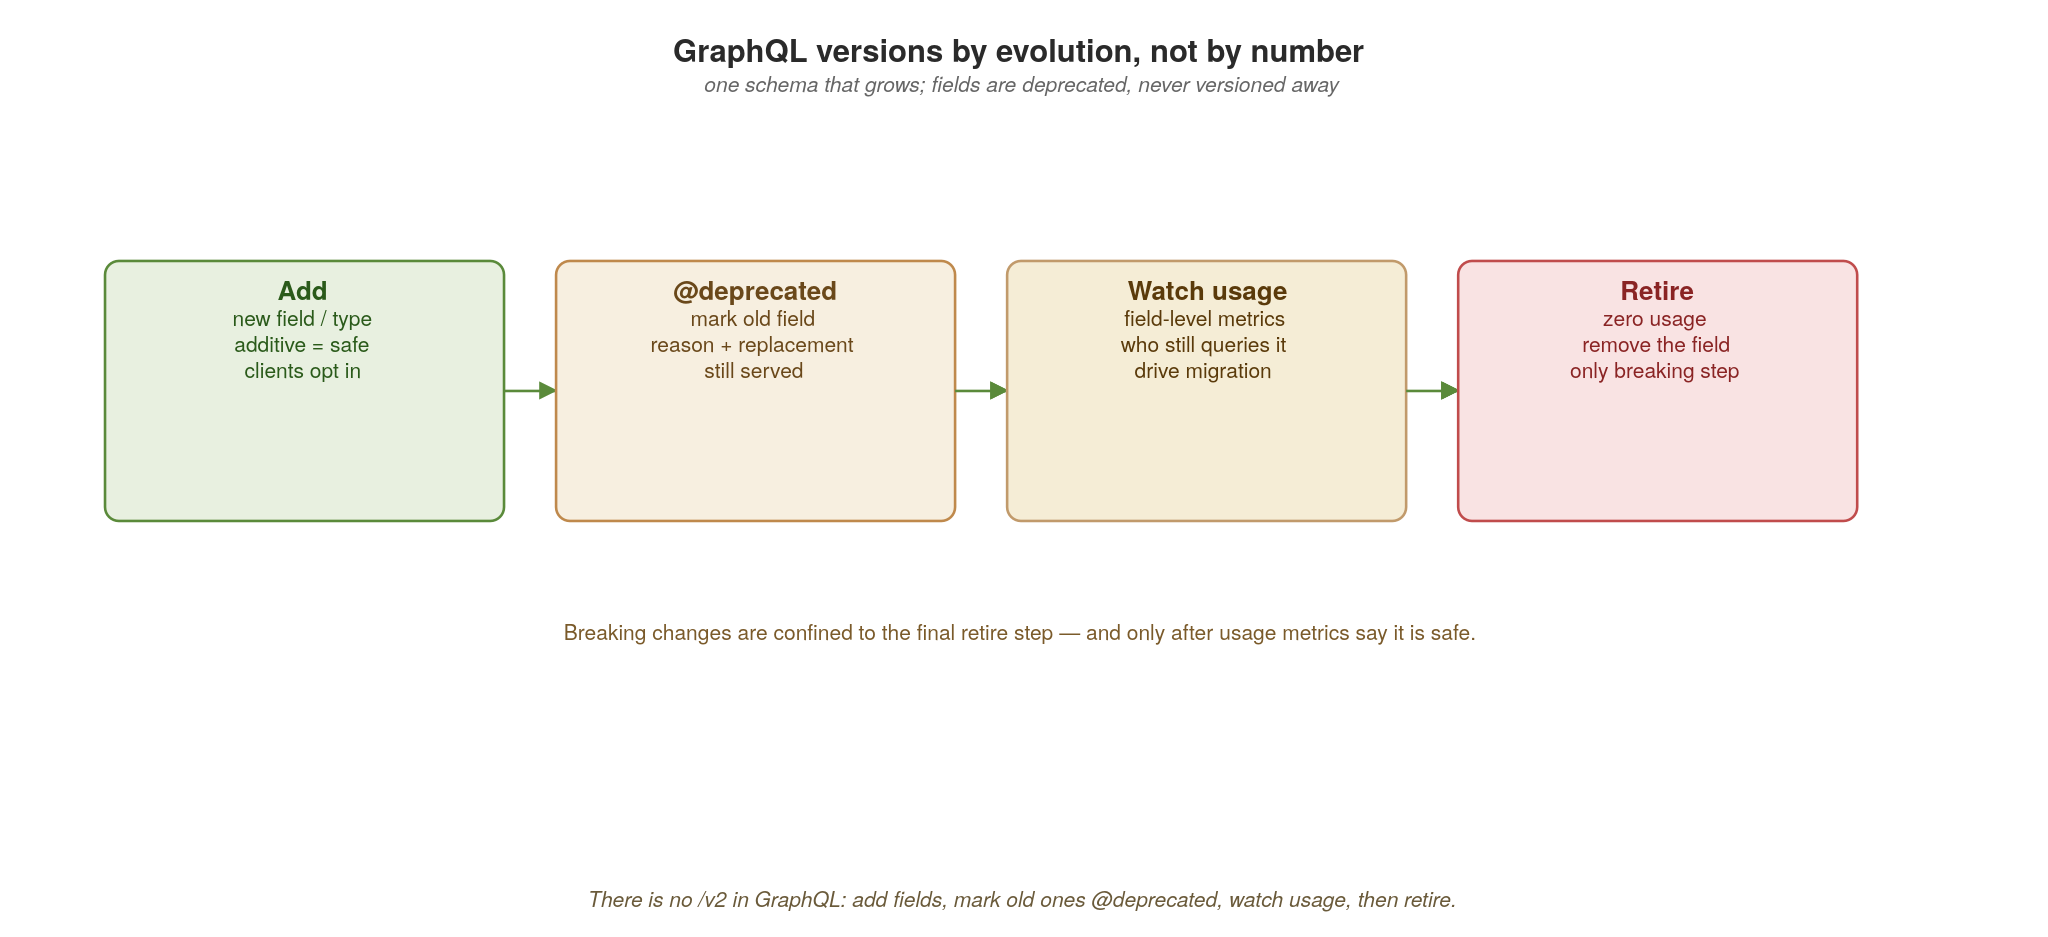 GraphQL versions by evolution, not by number
one schema that grows; fields are deprecated, never versioned away
Add
new field / type
additive = safe
clients opt in
@deprecated
mark old field
reason + replacement
still served
Watch usage
field-level metrics
who still queries it
drive migration
Retire
zero usage
remove the field
only breaking step
Breaking changes are confined to the final retire step — and only after usage metrics say it is safe.
There is no /v2 in GraphQL: add fields, mark old ones @deprecated, watch usage, then retire.